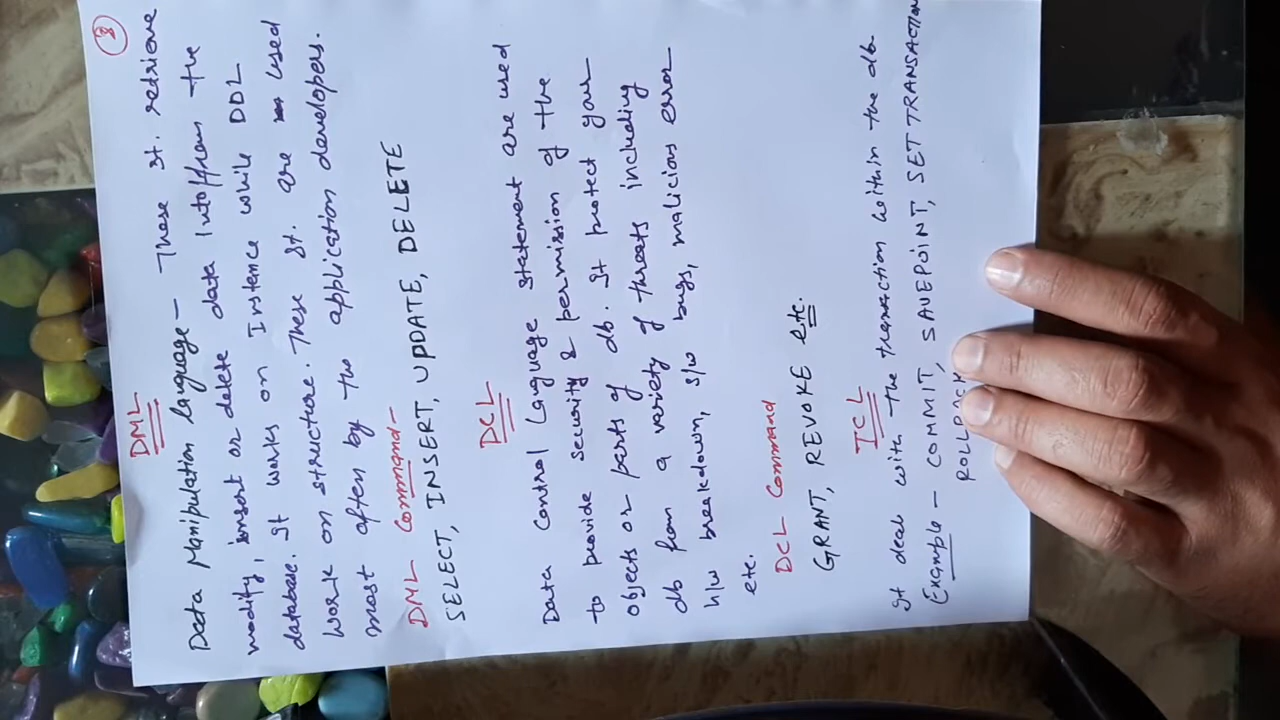 8
DML
Data Manipulation language - These st. retrieve
modify, insert or delete data into/from the
database. It works on Instance while DDL
work on structure. These st. are used
most often by the application developers.
DML Command -
SELECT, INSERT, UPDATE, DELETE
DCL
Data Control Language statement are used
to provide security & permission of the
objects or parts of db. It protect your
db from a variety of threats including
h/w breakdown, s/w bugs, malicious error
etc.
DCL Command
GRANT, REVOKE etc.
TCL
It deal with the transction within the db.
Example - COMMIT, SAVEPOINT, SET TRANSACTION
ROLLBACK